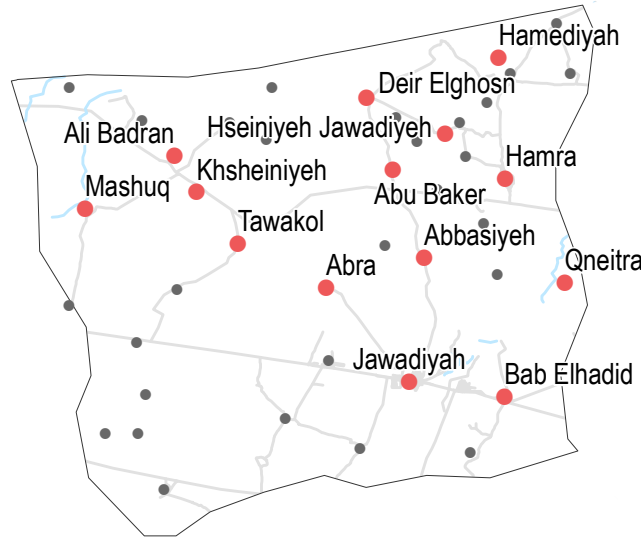 Hamediyah
Deir Elghosn
Ali Badran
Hseiniyeh Jawadiyeh
Khsheiniyeh
Hamra
Mashuq
Abu Baker
Tawakol
Abbasiyeh
Abra
Qneitra
Jawadiyah
Bab Elhadid